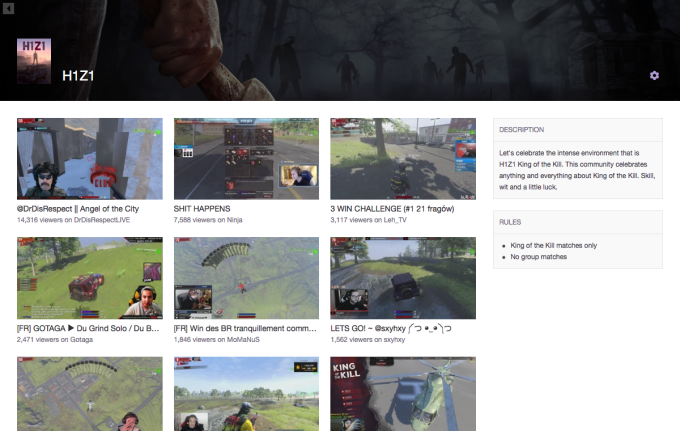 H1Z1
H1Z1
@DrDisRespect || Angel of the City
14,316 viewers on DrDisRespectLIVE
SHIT HAPPENS
7,588 viewers on Ninja
3 WIN CHALLENGE (#1 21 fragów)
3,117 viewers on Leh_TV
[FR] GOTAGA ▶ Du Grind Solo / Du B...
2,471 viewers on Gotaga
[FR] Win des BR tranquillement comm...
1,846 viewers on MoMaNuS
LETS GO! ~ @sxyhxy ༼ つ ◕_◕ ༽つ
1,562 viewers on sxyhxy
KING OF
THE KILL
DESCRIPTION
Let's celebrate the intense environment that is
H1Z1 King of the Kill. This community celebrates
anything and everything about King of the Kill. Skill,
wit and a little luck.
RULES
• King of the Kill matches only
• No group matches